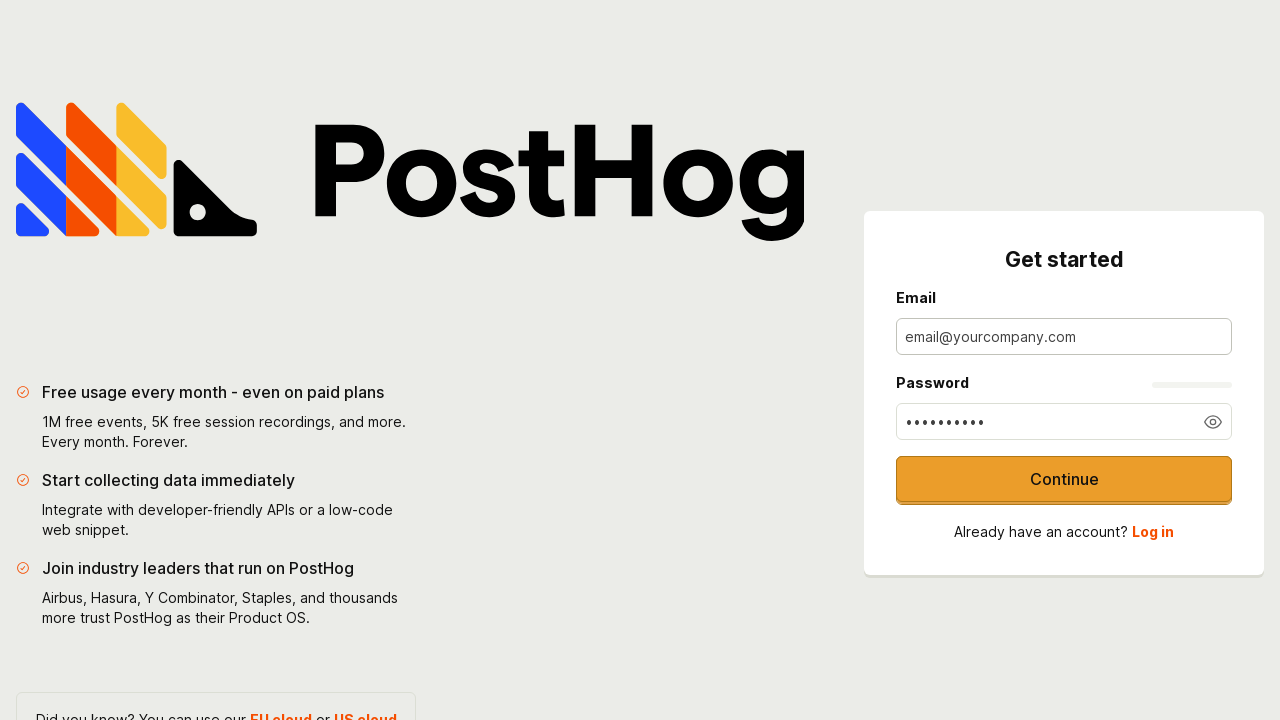 PostHog
Free usage every month - even on paid plans
1M free events, 5K free session recordings, and more.
Every month. Forever.
Start collecting data immediately
Integrate with developer-friendly APIs or a low-code
web snippet.
Join industry leaders that run on PostHog
Airbus, Hasura, Y Combinator, Staples, and thousands
more trust PostHog as their Product OS.
Did you know? You can use our EU cloud or US cloud
Get started
Email
email@yourcompany.com
Password
••••••••••
Continue
Already have an account? Log in